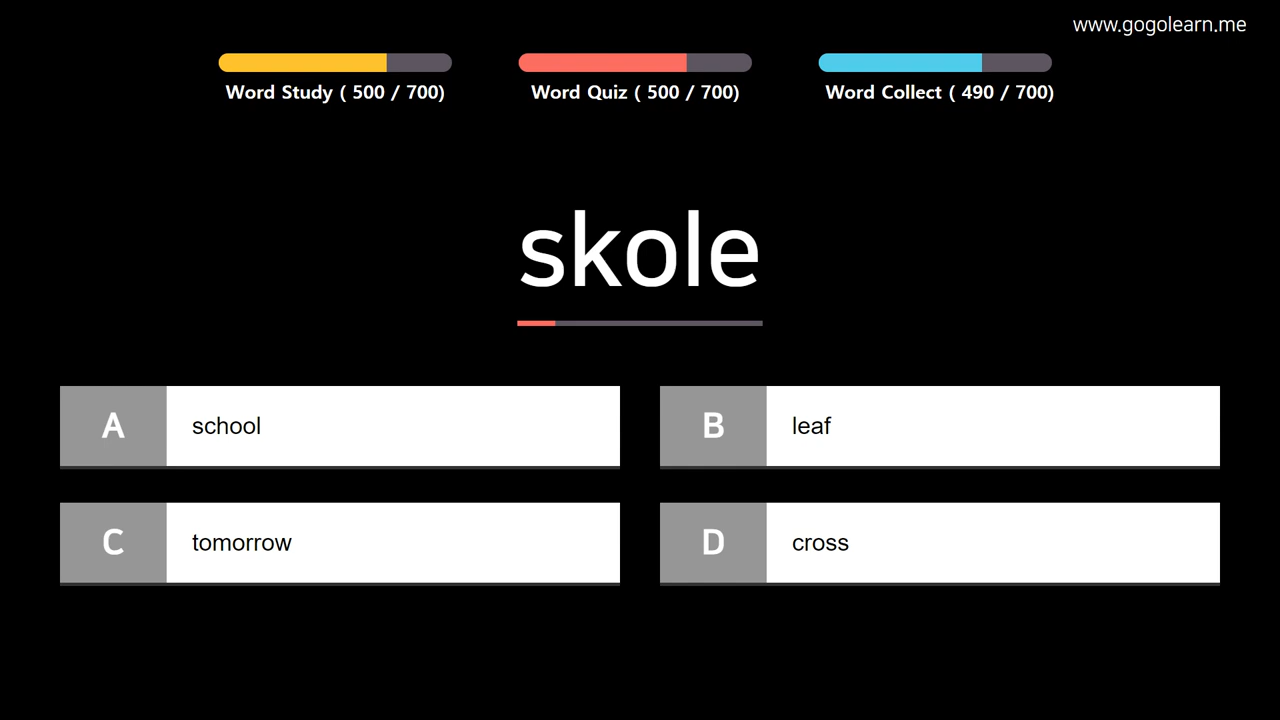 www.gogolearn.me
Word Study ( 500 / 700)
Word Quiz ( 500 / 700)
Word Collect ( 490 / 700)
skole
A school
B leaf
C tomorrow
D cross